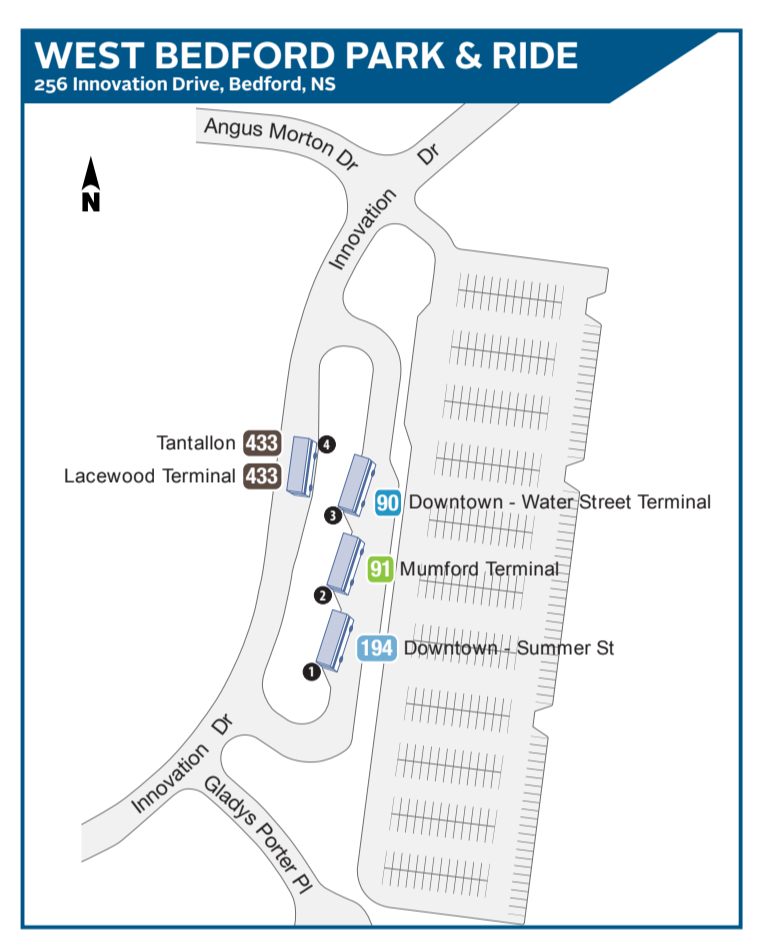 WEST BEDFORD PARK & RIDE
256 Innovation Drive, Bedford, NS
Angus Morton Dr
Innovation Dr
N
Tantallon 433
4
Lacewood Terminal 433
90 Downtown - Water Street Terminal
3
91 Mumford Terminal
2
194 Downtown - Summer St
1
Innovation Dr
Gladys Porter Pl